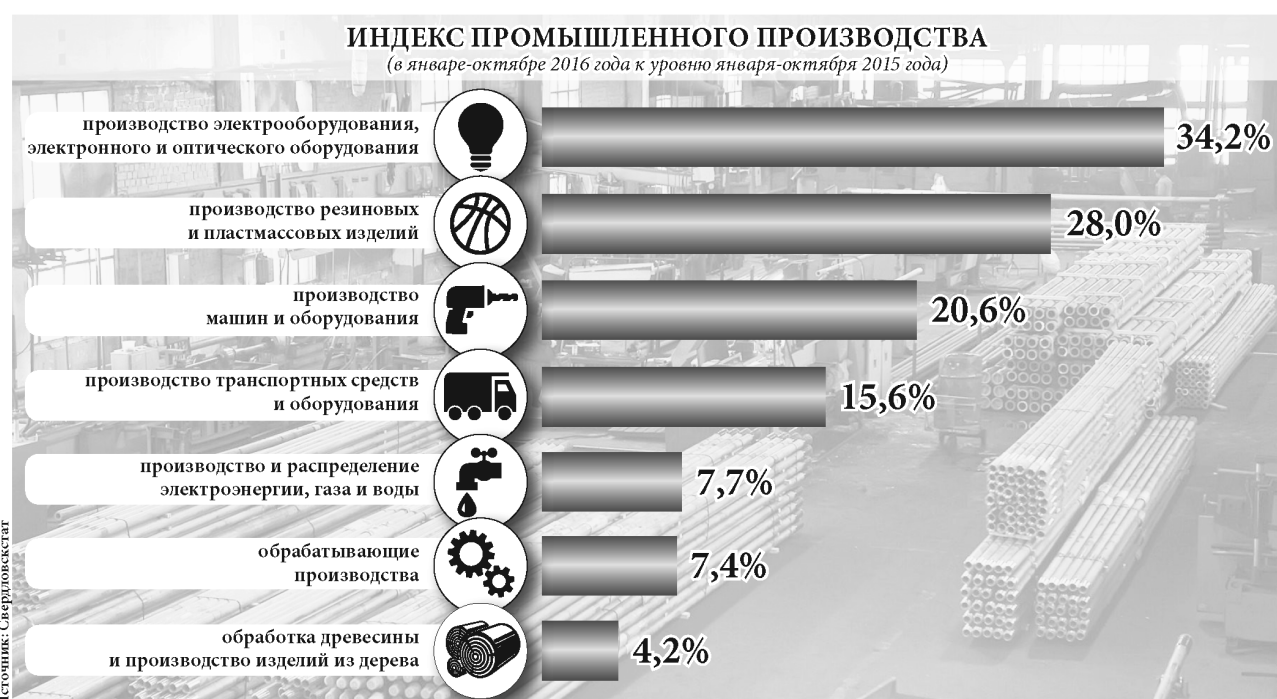 ИНДЕКС ПРОМЫШЛЕННОГО ПРОИЗВОДСТВА
(в январе-октябре 2016 года к уровню января-октября 2015 года)
производство электрооборудования,
электронного и оптического оборудования
34,2%
производство резиновых
и пластмассовых изделий
28,0%
производство
машин и оборудования
20,6%
производство транспортных средств
и оборудования
15,6%
производство и распределение
электроэнергии, газа и воды
7,7%
обрабатывающие
производства
7,4%
обработка древесины
и производство изделий из дерева
4,2%
Источник: Свердловскстат